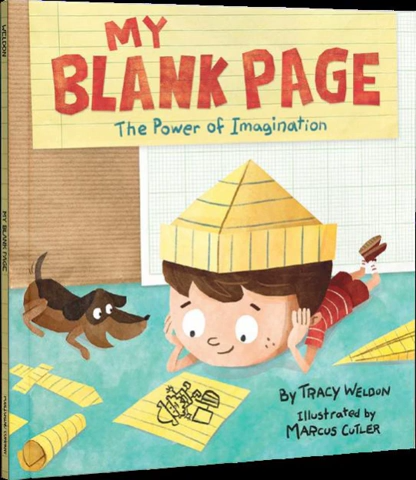 MY
BLANK PAGE
The Power of Imagination
BY TRACY WELDON
Illustrated by
MARCUS CUTLER
WELDON
MY BLANK PAGE